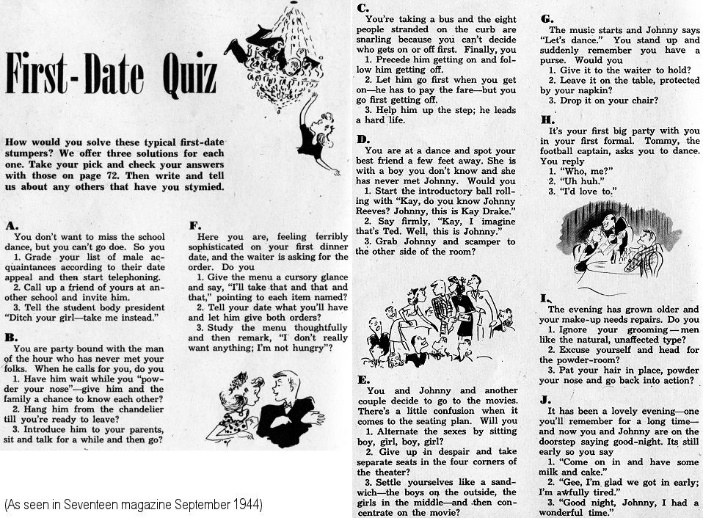 First-Date Quiz
How would you solve these typical first-date
stumpers? We offer three solutions for each
one. Take your pick and check your answers
with those on page 72. Then write and tell
us about any others that have you stymied.
A.
You don't want to miss the school
dance, but you can't go doe. So you
1. Grade your list of male ac-
quaintances according to their date
appeal and then start telephoning.
2. Call up a friend of yours at an-
other school and invite him.
3. Tell the student body president
"Ditch your girl—take me instead."
B.
You are party bound with the man
of the hour who has never met your
folks. When he calls for you, do you
1. Have him wait while you "pow-
der your nose"—give him and the
family a chance to know each other?
2. Hang him from the chandelier
till you're ready to leave?
3. Introduce him to your parents,
sit and talk for a while and then go?
F.
Here you are, feeling terribly
sophisticated on your first dinner
date, and the waiter is asking for the
order. Do you
1. Give the menu a cursory glance
and say, "I'll take that and that and
that," pointing to each item named?
2. Tell your date what you'll have
and let him give both orders?
3. Study the menu thoughtfully
and then remark, "I don't really
want anything; I'm not hungry"?
(As seen in Seventeen magazine September 1944)
C.
You're taking a bus and the eight
people stranded on the curb are
snarling because you can't decide
who gets on or off first. Finally, you
1. Precede him getting on and fol-
low him getting off.
2. Let him go first when you get
on—he has to pay the fare—but you
go first getting off.
3. Help him up the step; he leads
a hard life.
D.
You are at a dance and spot your
best friend a few feet away. She is
with a boy you don't know and she
has never met Johnny. Would you
1. Start the introductory ball roll-
ing with "Kay, do you know Johnny
Reeves? Johnny, this is Kay Drake."
2. Say firmly, "Kay, I imagine
that's Ted. Well, this is Johnny."
3. Grab Johnny and scamper to
the other side of the room?
E.
You and Johnny and another
couple decide to go to the movies.
There's a little confusion when it
comes to the seating plan. Will you
1. Alternate the sexes by sitting
boy, girl, boy, girl?
2. Give up in despair and take
separate seats in the four corners of
the theater?
3. Settle yourselves like a sand-
wich—the boys on the outside, the
girls in the middle—and then con-
centrate on the movie?
G.
The music starts and Johnny says
"Let's dance." You stand up and
suddenly remember you have a
purse. Would you
1. Give it to the waiter to hold?
2. Leave it on the table, protected
by your napkin?
3. Drop it on your chair?
H.
It's your first big party with you
in your first formal. Tommy, the
football captain, asks you to dance.
You reply
1. "Who, me?"
2. "Uh huh."
3. "I'd love to."
I.
The evening has grown older and
your make-up needs repairs. Do you
1. Ignore your grooming—men
like the natural, unaffected type?
2. Excuse yourself and head for
the powder-room?
3. Pat your hair in place, powder
your nose and go back into action?
J.
It has been a lovely evening—one
you'll remember for a long time—
and now you and Johnny are on the
doorstep saying good-night. Its still
early so you say
1. "Come on in and have some
milk and cake."
2. "Gee, I'm glad we got in early;
I'm awfully tired."
3. "Good night, Johnny, I had a
wonderful time."